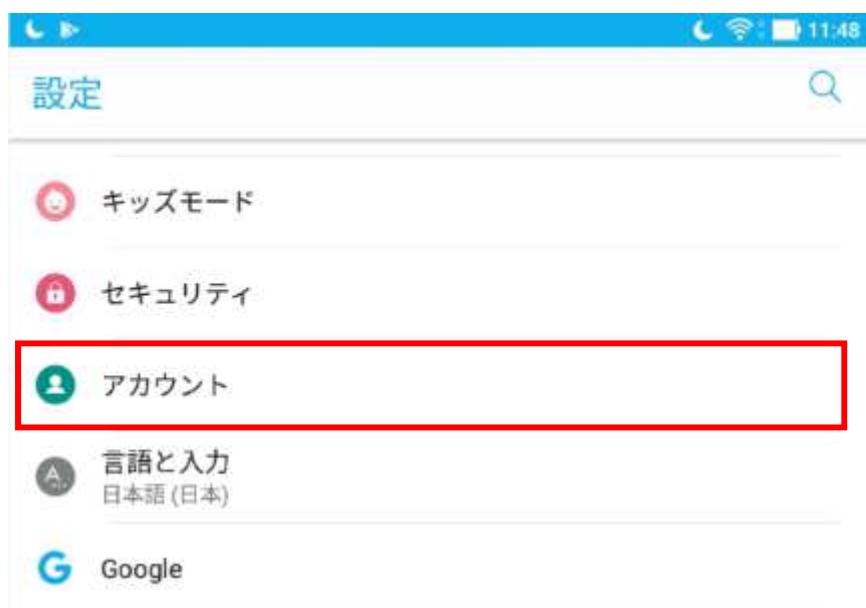 11:48
設定
キッズモード
セキュリティ
アカウント
言語と入力
日本語 (日本)
Google